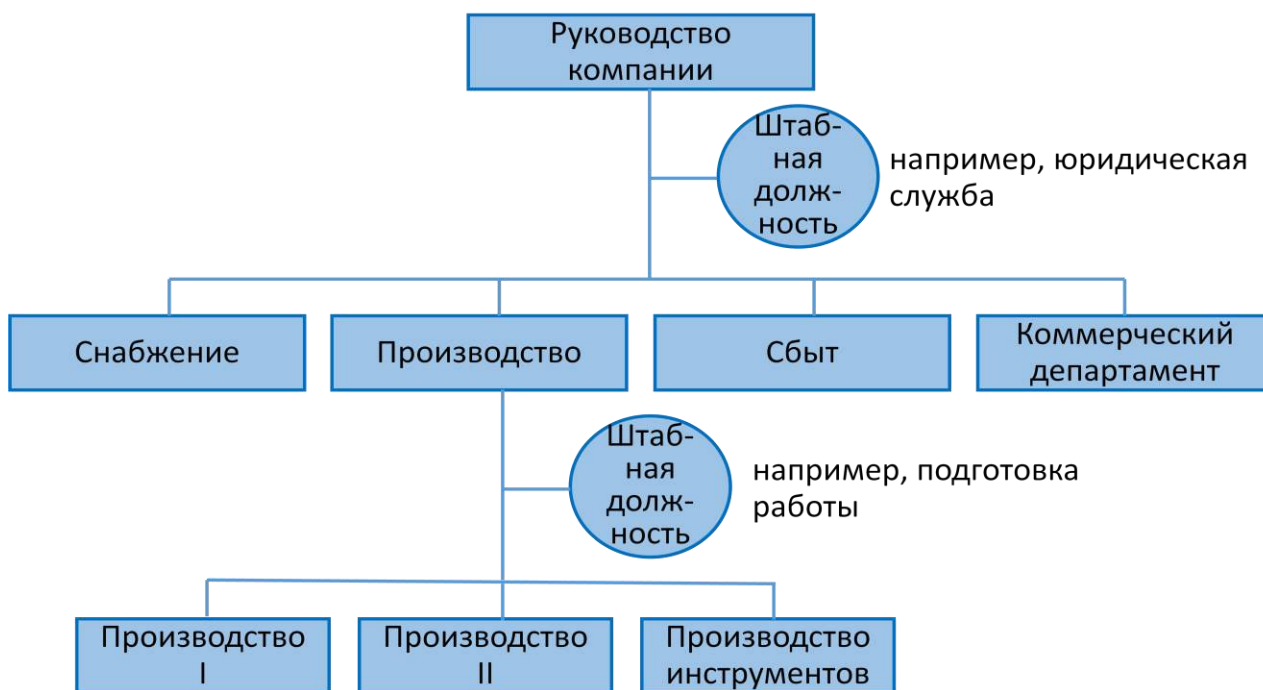 Руководство
компании
Штаб-
ная
долж-
ность
например, юридическая
служба
Снабжение
Производство
Сбыт
Коммерческий
департамент
Штаб-
ная
долж-
ность
например, подготовка
работы
Производство
I
Производство
II
Производство
инструментов